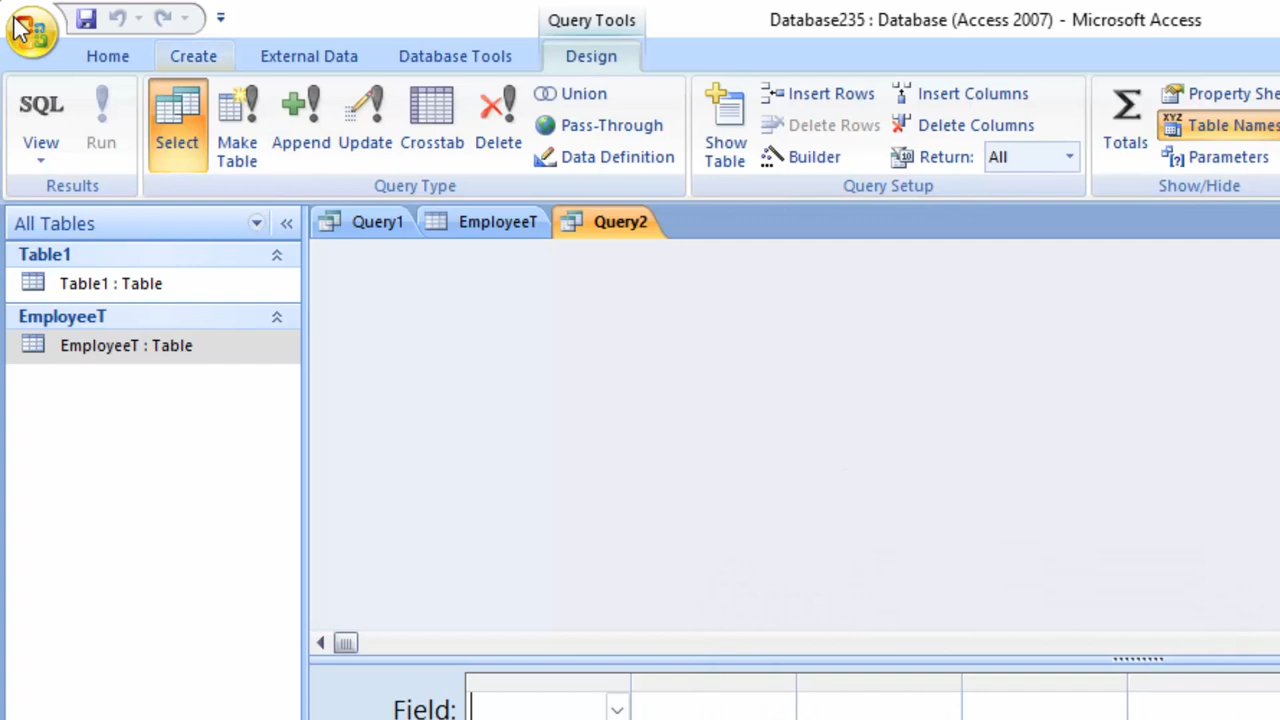 Query Tools
Database235 : Database (Access 2007) - Microsoft Access
Home Create External Data Database Tools Design
SQL
View Run
Results
Select Make Table Append Update Crosstab Delete
Union
Pass-Through
Data Definition
Query Type
Show Table
Insert Rows
Delete Rows
Builder
Insert Columns
Delete Columns
Return: All
Query Setup
Σ
Totals
Property She
XYZ Table Names
Parameters
Show/Hide
All Tables
Query1 EmployeeT Query2
Table1
Table1 : Table
EmployeeT
EmployeeT : Table
Field: